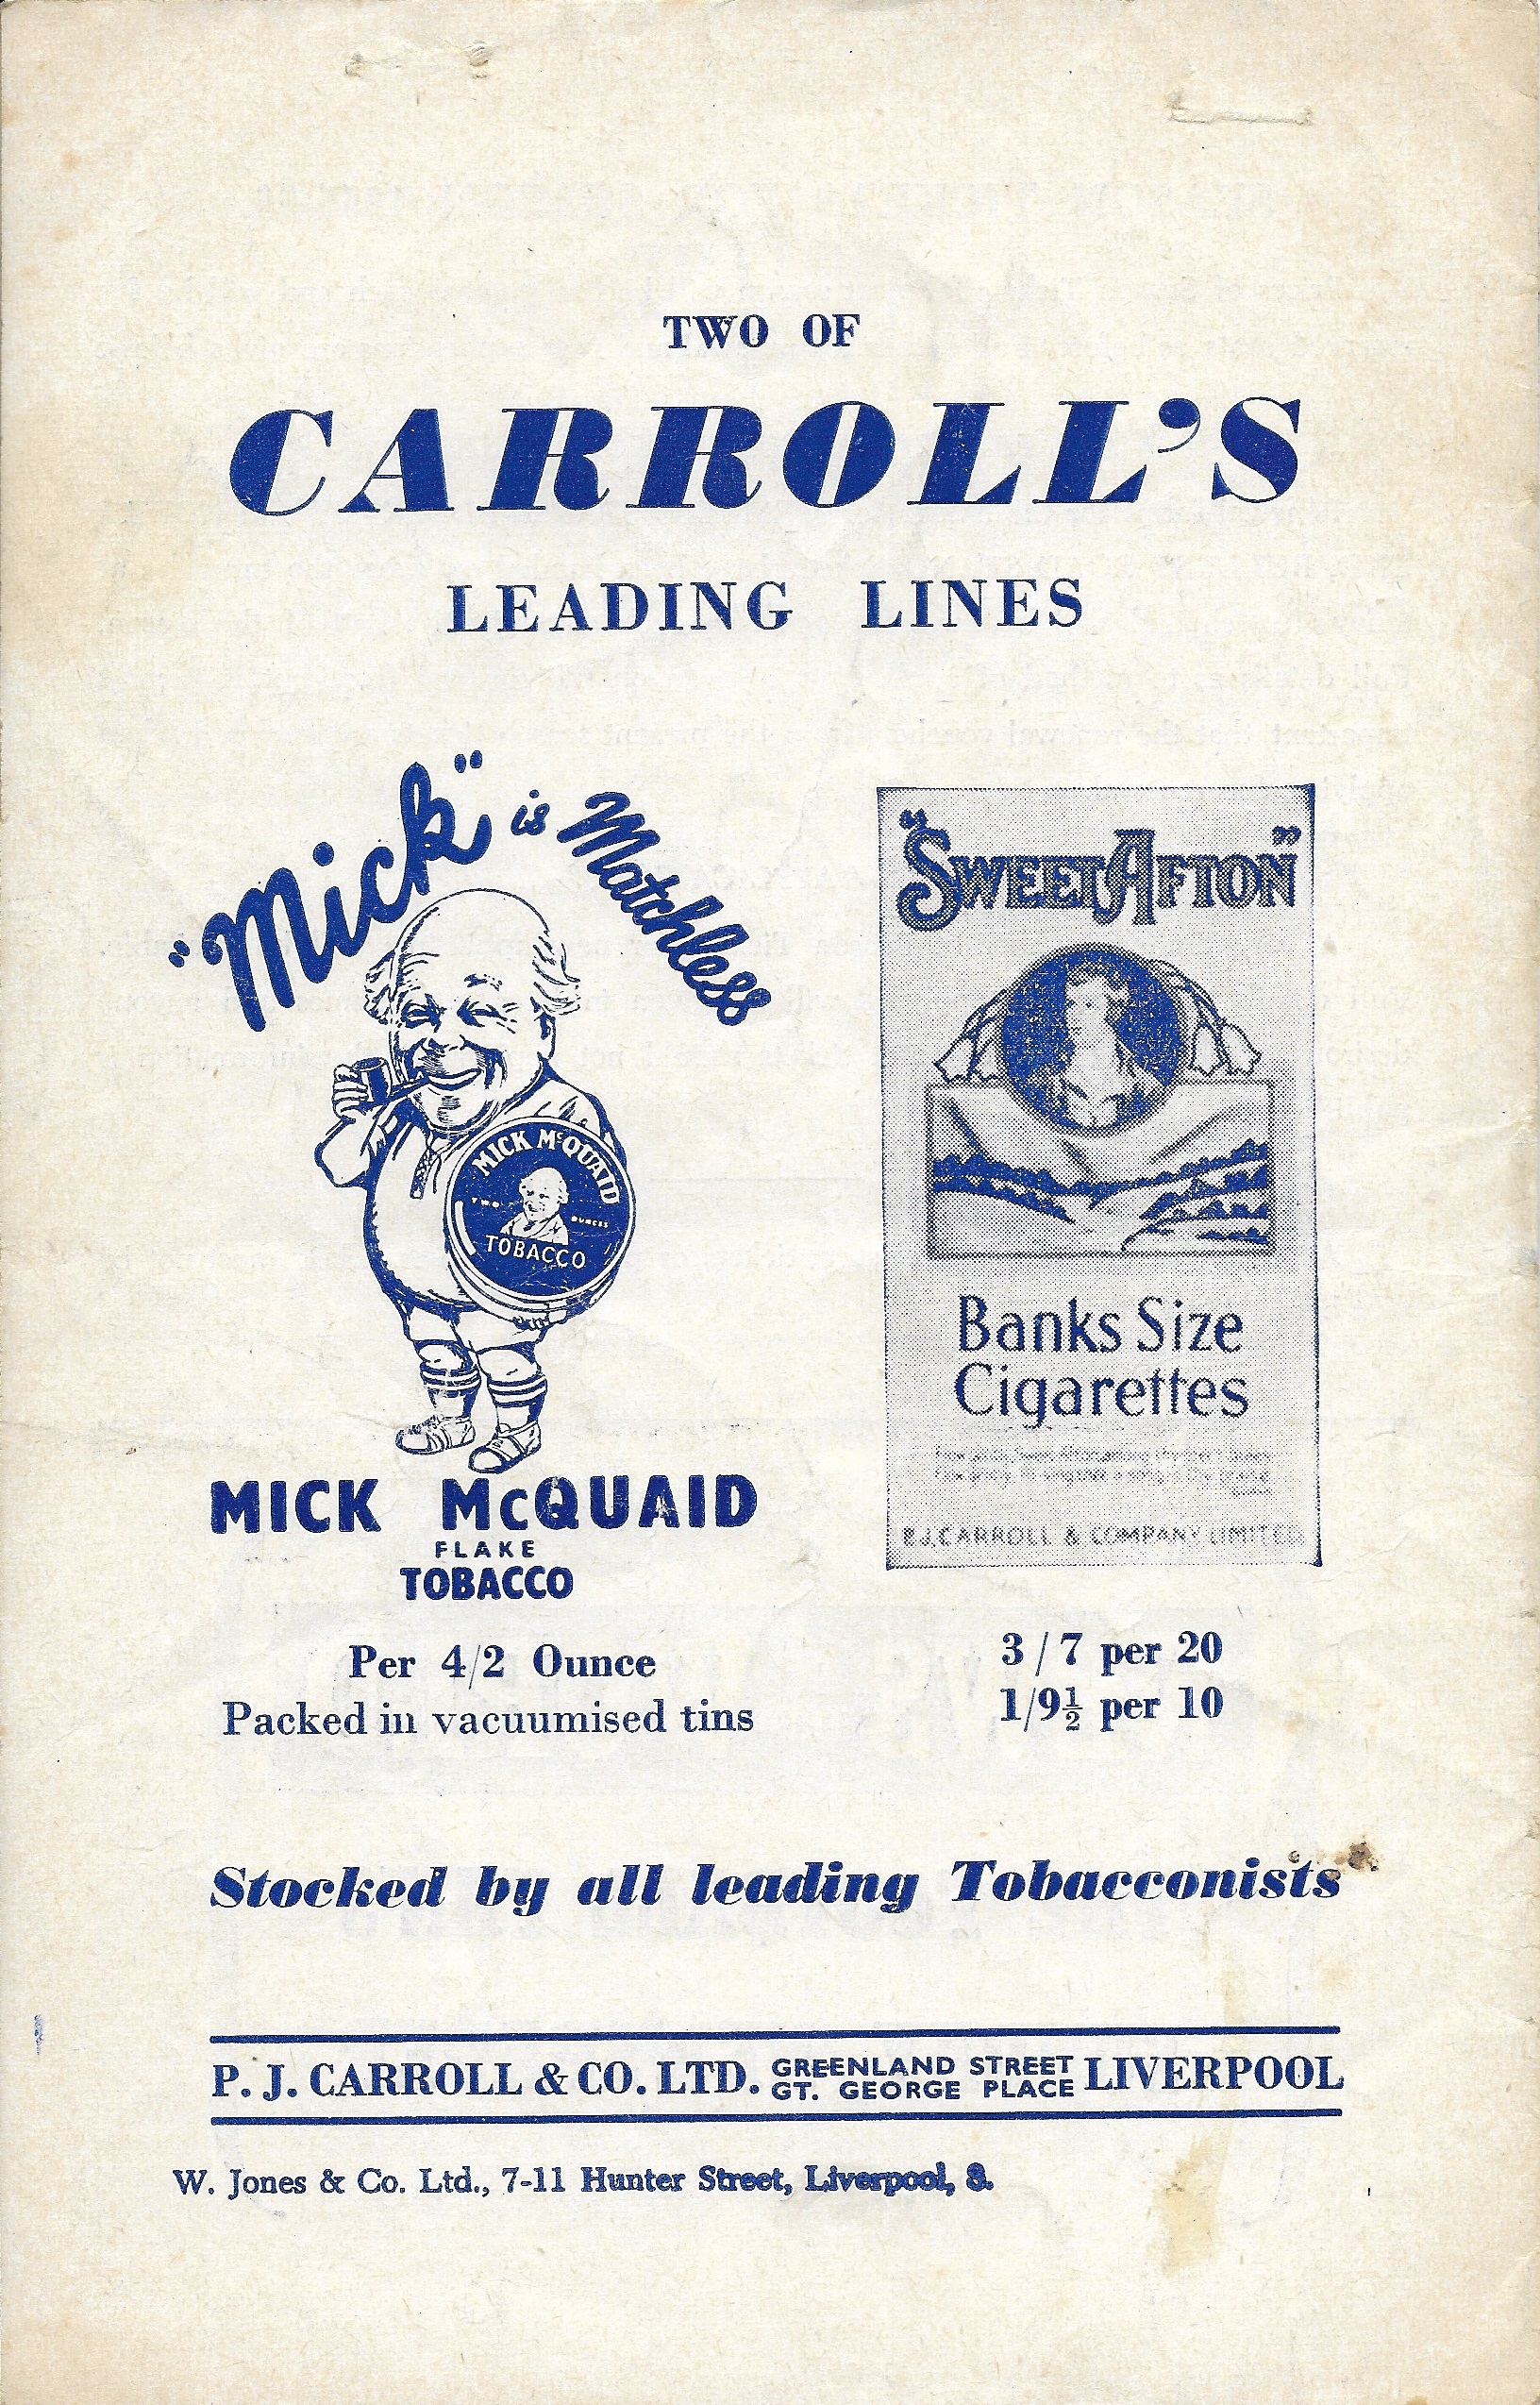 TWO OF
CARROLL'S
LEADING LINES
"Mick" is Matchless
MICK McQUAID
TWO OUNCES
TOBACCO
MICK McQUAID
FLAKE
TOBACCO
Per 4/2 Ounce
Packed in vacuumised tins
"SWEET AFTON"
Banks Size
Cigarettes
P.J. CARROLL & COMPANY LIMITED
3 / 7 per 20
1/9½ per 10
Stocked by all leading Tobacconists
P. J. CARROLL & CO. LTD. GREENLAND STREET
GT. GEORGE PLACE LIVERPOOL
W. Jones & Co. Ltd., 7-11 Hunter Street, Liverpool, 3.